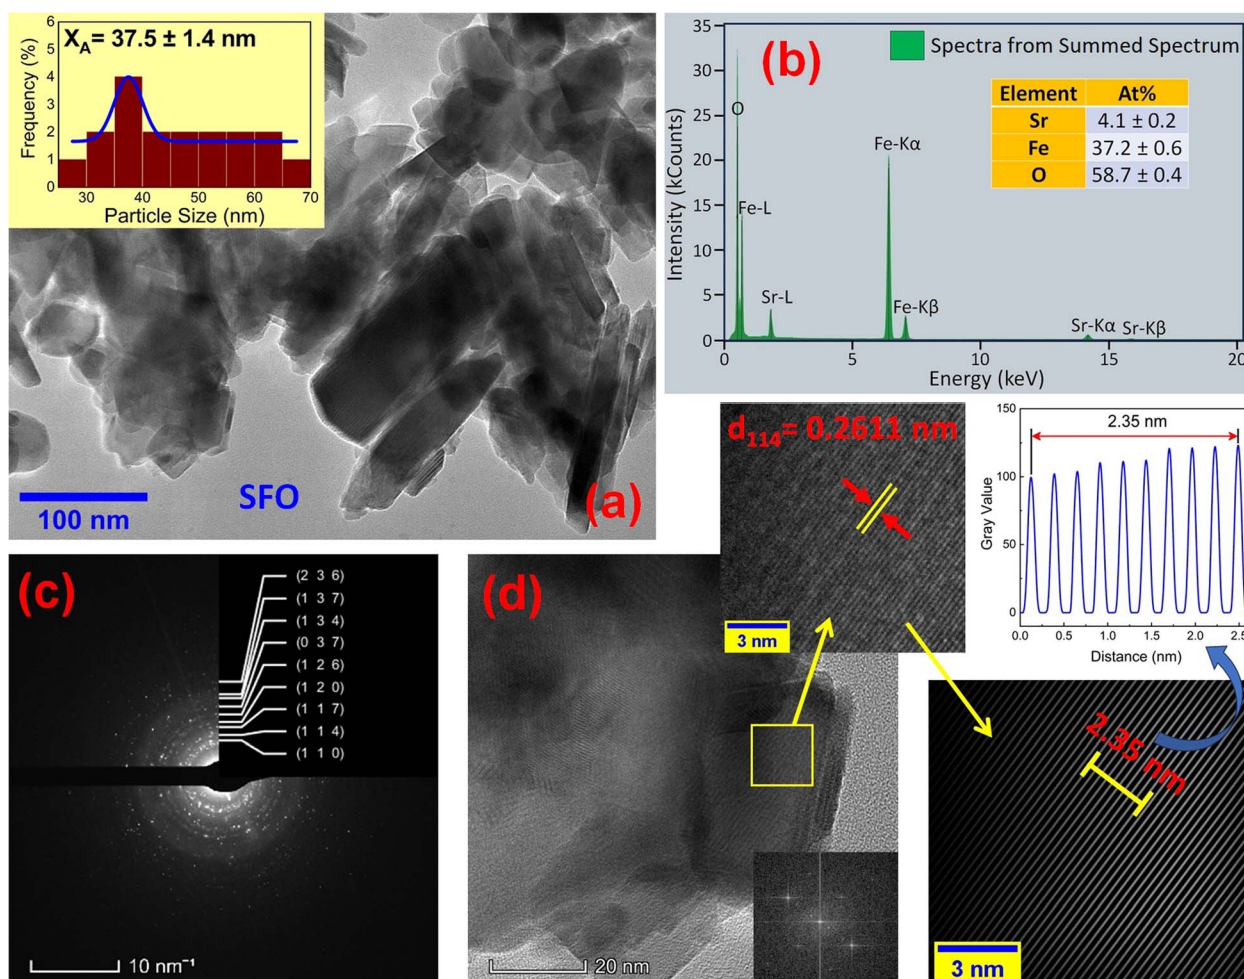 X_A = 37.5 ± 1.4 nm
Frequency (%)
6
5
4
3
2
1
0
30 40 50 60 70
Particle Size (nm)
100 nm
SFO
(a)
(b)
Spectra from Summed Spectrum
Element At%
Sr 4.1 ± 0.2
Fe 37.2 ± 0.6
O 58.7 ± 0.4
Intensity (kCounts)
35
30
25
20
15
10
5
0
O
Fe-L
Sr-L
Fe-Kα
Fe-Kβ
Sr-Kα
Sr-Kβ
0 5 10 15 20
Energy (keV)
(c)
(2 3 6)
(1 3 7)
(1 3 4)
(0 3 7)
(1 2 6)
(1 2 0)
(1 1 7)
(1 1 4)
(1 1 0)
10 nm⁻¹
(d)
20 nm
d₁₁₄= 0.2611 nm
3 nm
2.35 nm
Gray Value
150
100
50
0
0.0 0.5 1.0 1.5 2.0 2.5
Distance (nm)
2.35 nm
3 nm